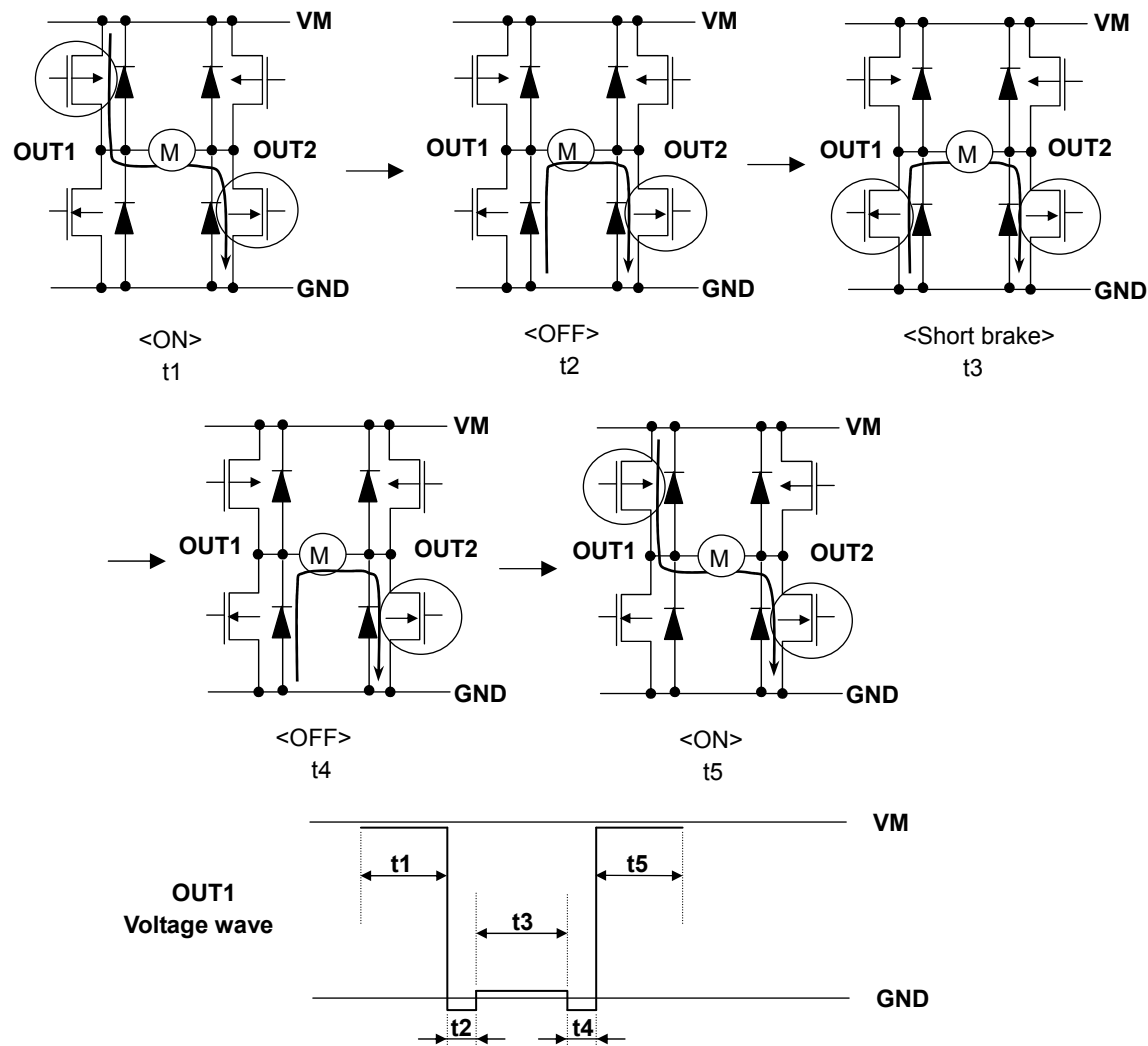 VM
VM
VM
M
M
M
OUT1
OUT2
OUT1
OUT2
OUT1
OUT2
GND
GND
GND
<ON>
<OFF>
<Short brake>
t1
t2
t3
VM
VM
OUT1
M
OUT2
OUT1
M
OUT2
GND
GND
<OFF>
<ON>
t4
t5
VM
t1
t5
OUT1
Voltage wave
t3
GND
t2
t4